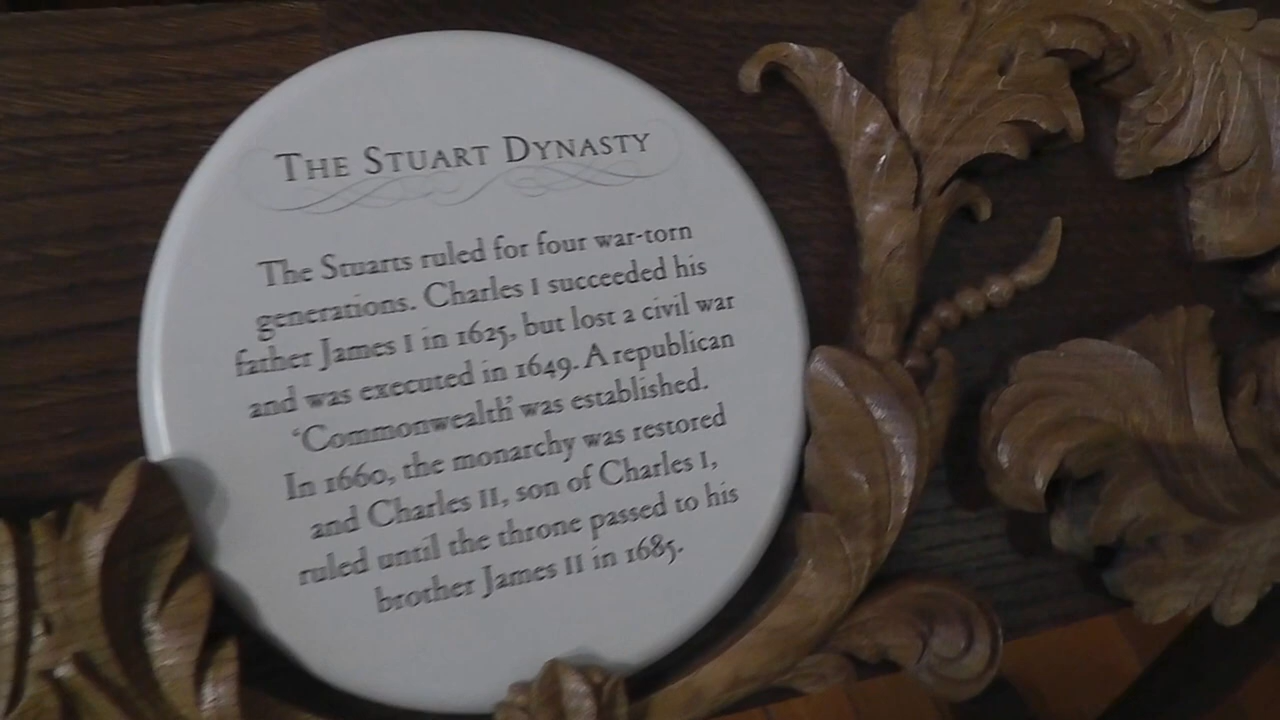 THE STUART DYNASTY
The Stuarts ruled for four war-torn
generations. Charles I succeeded his
father James I in 1625, but lost a civil war
and was executed in 1649. A republican
‘Commonwealth’ was established.
In 1660, the monarchy was restored
and Charles II, son of Charles I,
ruled until the throne passed to his
brother James II in 1685.